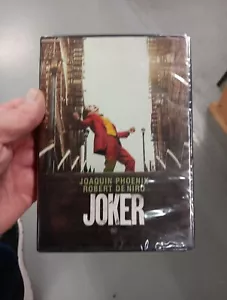 JOAQUIN PHOENIX
ROBERT DE NIRO
JOKER